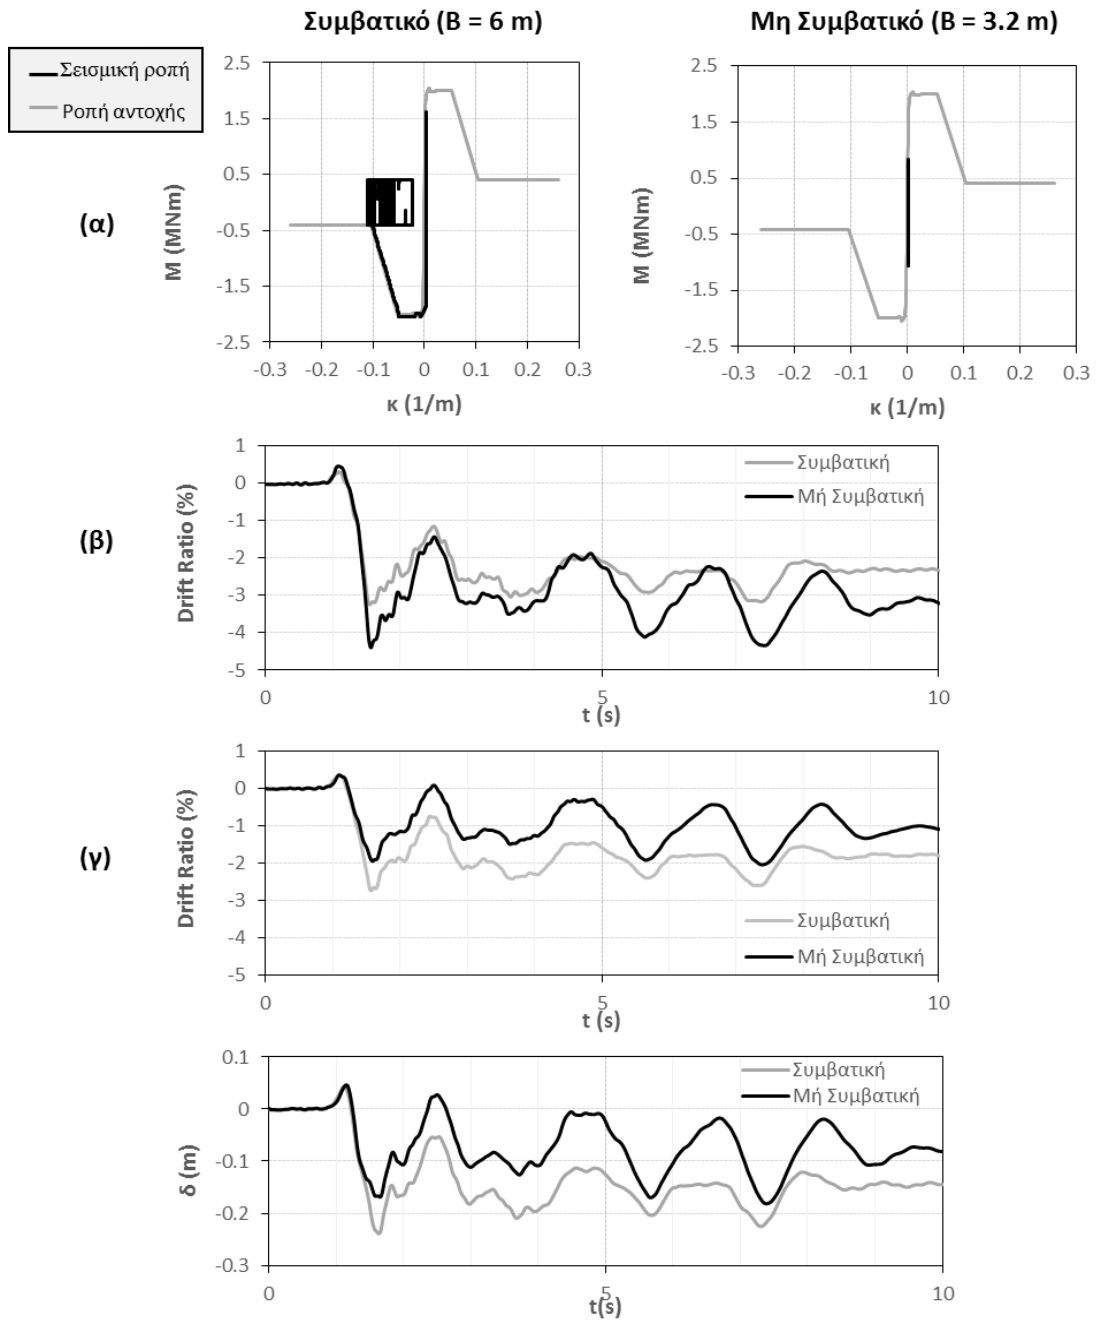 Συμβατικό (Β = 6 m)
Μη Συμβατικό (Β = 3.2 m)
Σεισμική ροπή
Ροπή αντοχής
(α)
M (MNm)
2.5
1.5
0.5
-0.5
-1.5
-2.5
-0.3 -0.2 -0.1 0 0.1 0.2 0.3
κ (1/m)
M (MNm)
2.5
1.5
0.5
-0.5
-1.5
-2.5
-0.3 -0.2 -0.1 0 0.1 0.2 0.3
κ (1/m)
(β)
Drift Ratio (%)
1
0
-1
-2
-3
-4
-5
Συμβατική
Μή Συμβατική
0 5 10
t (s)
(γ)
Drift Ratio (%)
1
0
-1
-2
-3
-4
-5
Συμβατική
Μή Συμβατική
0 5 10
t (s)
δ (m)
0.1
0
-0.1
-0.2
-0.3
Συμβατική
Μή Συμβατική
0 5 10
t(s)